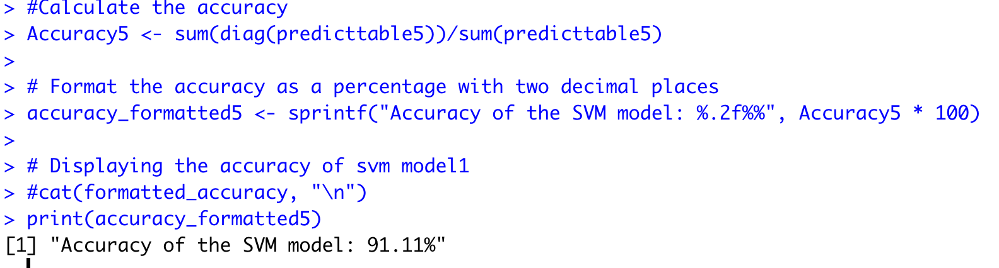 > #Calculate the accuracy
> Accuracy5 <- sum(diag(predicttable5))/sum(predicttable5)
>
> # Format the accuracy as a percentage with two decimal places
> accuracy_formatted5 <- sprintf("Accuracy of the SVM model: %.2f%%", Accuracy5 * 100)
>
> # Displaying the accuracy of svm model1
> #cat(formatted_accuracy, "\n")
> print(accuracy_formatted5)
[1] "Accuracy of the SVM model: 91.11%"